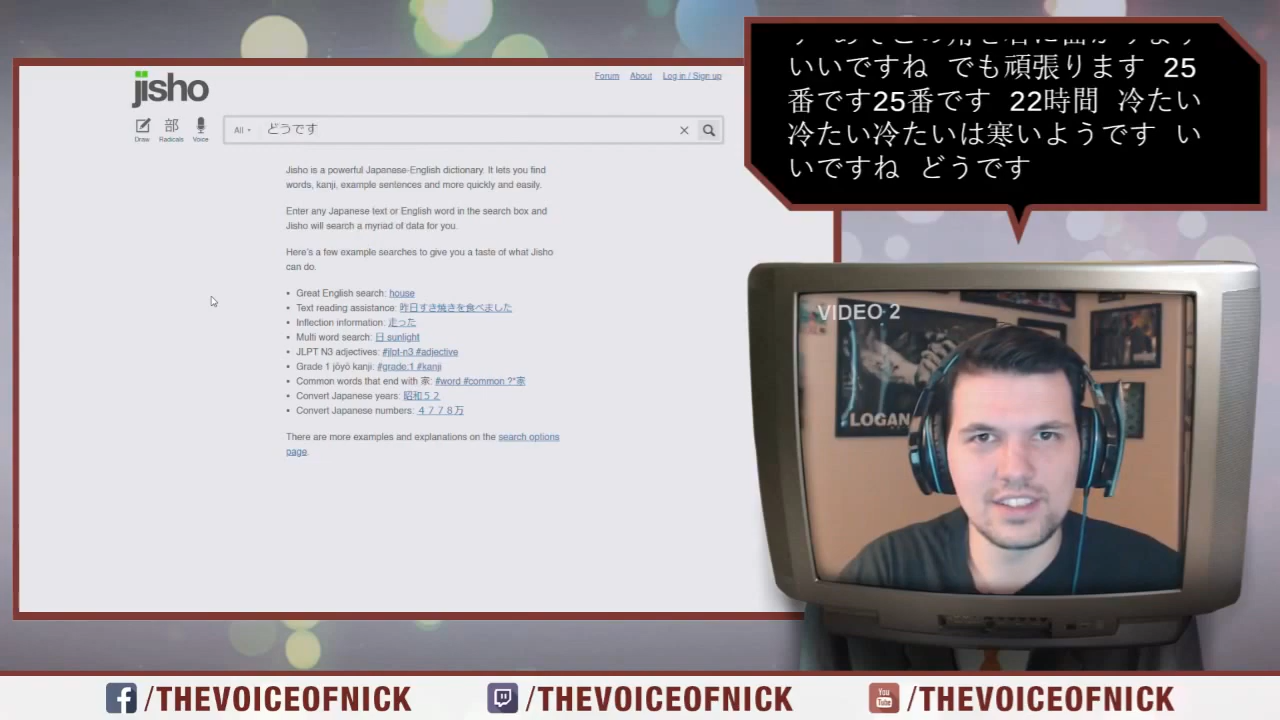 jisho
Forum About Log in / Sign up
Draw Radicals Voice
All どうです
Jisho is a powerful Japanese-English dictionary. It lets you find
words, kanji, example sentences and more quickly and easily.
Enter any Japanese text or English word in the search box and
Jisho will search a myriad of data for you.
Here's a few example searches to give you a taste of what Jisho
can do.
• Great English search: house
• Text reading assistance: 昨日すき焼きを食べました
• Inflection information: 走った
• Multi word search: 日 sunlight
• JLPT N3 adjectives: #jlpt-n3 #adjective
• Grade 1 jōyō kanji: #grade:1 #kanji
• Common words that end with 家: #word #common ?*家
• Convert Japanese years: 昭和52
• Convert Japanese numbers: 4778万
There are more examples and explanations on the search options
page.
いいですね でも頑張ります 25
番です25番です 22時間 冷たい
冷たい冷たいは寒いようです い
いですね どうです
VIDEO 2
LOGAN
/THEVOICEOFNICK /THEVOICEOFNICK You Tube /THEVOICEOFNICK